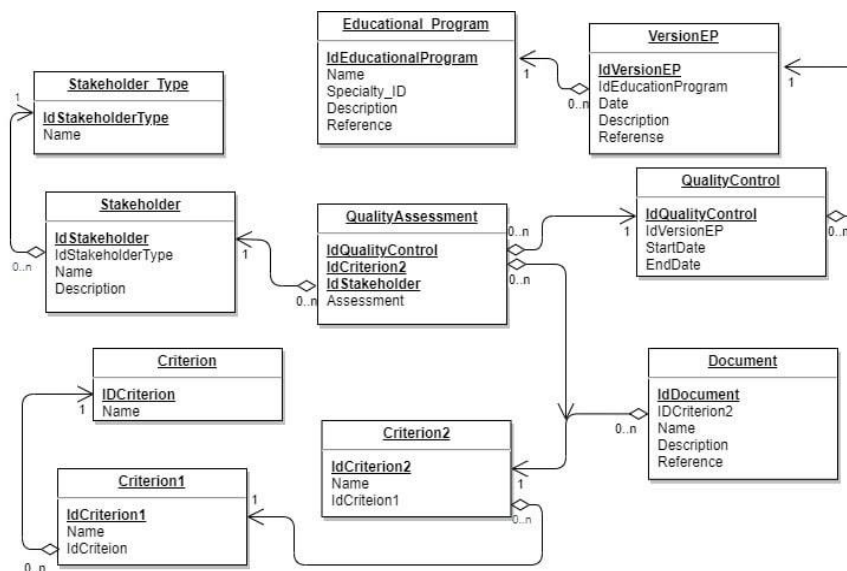 Educational_Program
IdEducationalProgram
Name
Specialty_ID
Description
Reference
1
0..n
VersionEP
IdVersionEP
IdEducationProgram
Date
Description
Referense
1
Stakeholder_Type
IdStakeholderType
Name
1
Stakeholder
IdStakeholder
IdStakeholderType
Name
Description
0..n
1
0..n
QualityAssessment
IdQualityControl
IdCriterion2
IdStakeholder
Assessment
0..n
0..n
1
QualityControl
IdQualityControl
IdVersionEP
StartDate
EndDate
0..n
Criterion
IDCriterion
Name
1
Criterion1
IdCriterion1
Name
IdCriteion
0..n
1
Criterion2
IdCriterion2
Name
IdCriteion1
1
0..n
Document
IdDocument
IDCriterion2
Name
Description
Reference
0..n